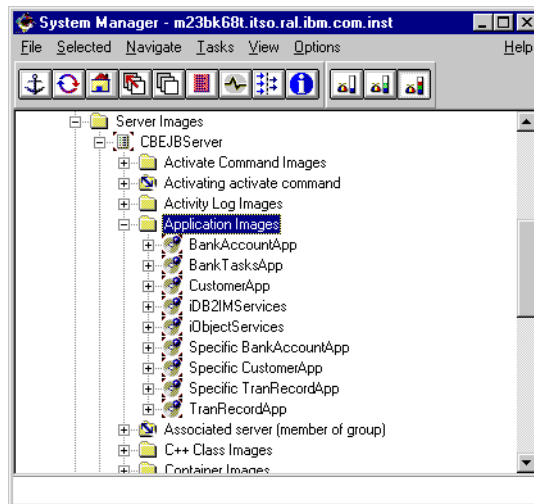 System Manager - m23bk68t.itso.ral.ibm.com.inst
File Selected Navigate Tasks View Options Help
Server Images
CBEJBServer
Activate Command Images
Activating activate command
Activity Log Images
Application Images
BankAccountApp
BankTasksApp
CustomerApp
iDB2IMServices
iObjectServices
Specific BankAccountApp
Specific CustomerApp
Specific TranRecordApp
TranRecordApp
Associated server (member of group)
C++ Class Images
Container Images